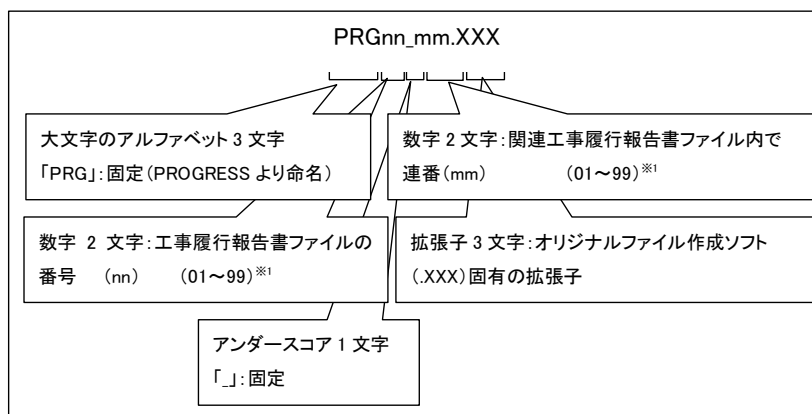 PRGnn_mm.XXX
大文字のアルファベット 3 文字
「PRG」:固定(PROGRESS より命名)
数字 2 文字:関連工事履行報告書ファイル内で
連番(mm) (01~99)※1
数字 2 文字:工事履行報告書ファイルの
番号 (nn) (01~99)※1
拡張子 3 文字:オリジナルファイル作成ソフト
(.XXX)固有の拡張子
アンダースコア 1 文字
「_」:固定